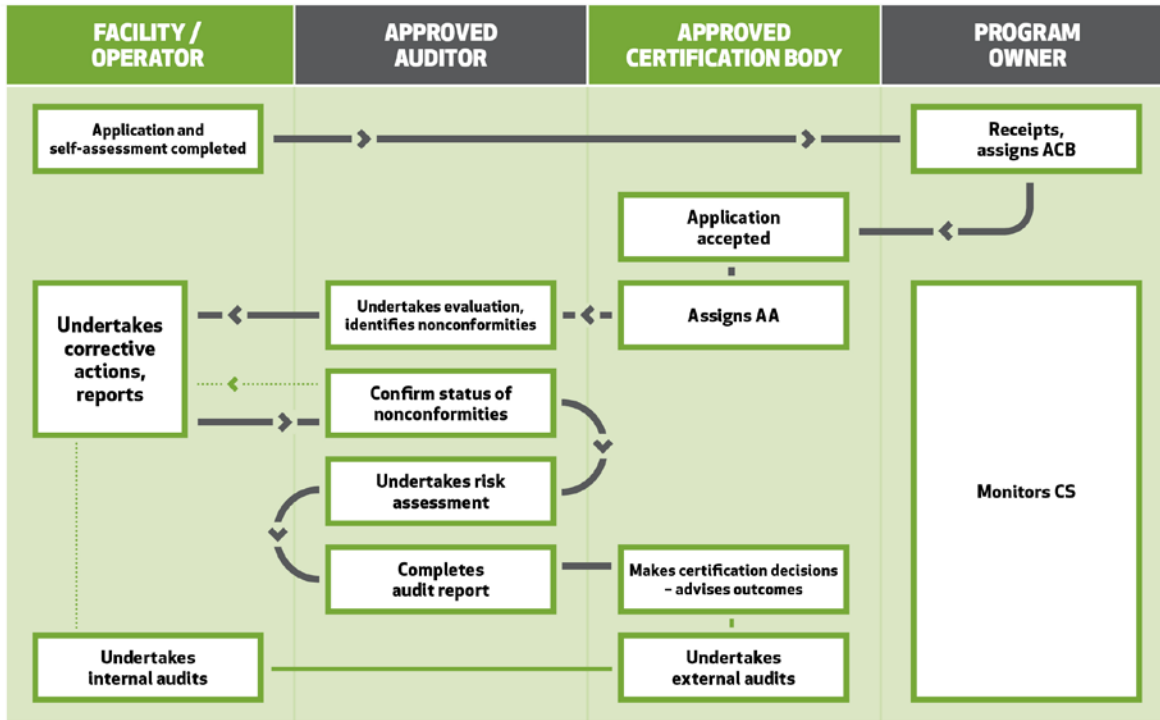 FACILITY /
OPERATOR
APPROVED
AUDITOR
APPROVED
CERTIFICATION BODY
PROGRAM
OWNER
Application and
self-assessment completed
Receipts,
assigns ACB
Application
accepted
Undertakes
corrective
actions,
reports
Undertakes evaluation,
identifies nonconformities
Assigns AA
Confirm status of
nonconformities
Undertakes risk
assessment
Monitors CS
Completes
audit report
Makes certification decisions
– advises outcomes
Undertakes
internal audits
Undertakes
external audits